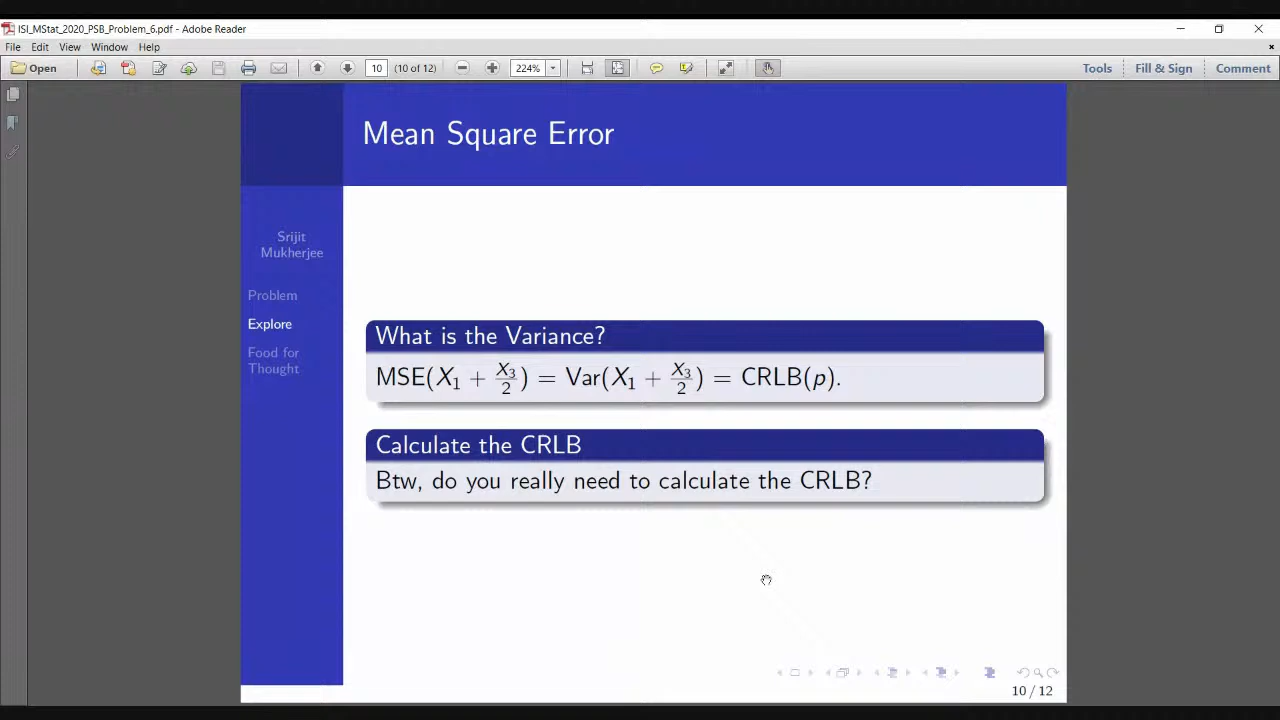 ISI_MStat_2020_PSB_Problem_6.pdf - Adobe Reader
File Edit View Window Help
Open 10 (10 of 12) 224% Tools Fill & Sign Comment
Mean Square Error
Srijit
Mukherjee
Problem
Explore
Food for
Thought
What is the Variance?
MSE(X₁ + X₃/2) = Var(X₁ + X₃/2) = CRLB(p).
Calculate the CRLB
Btw, do you really need to calculate the CRLB?
10 / 12